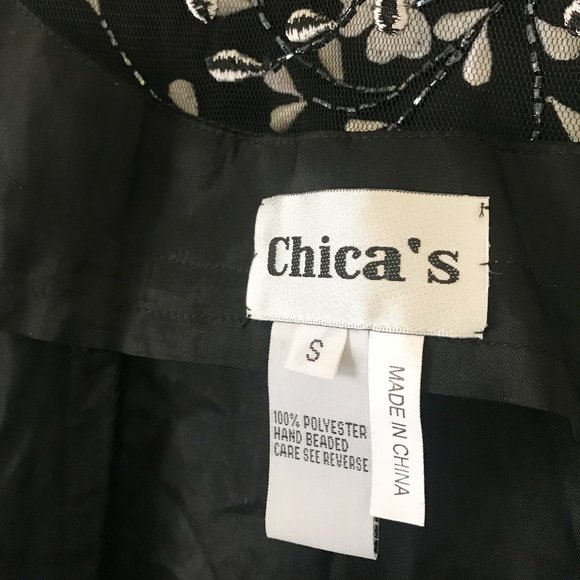 Chica's
S
100% POLYESTER
HAND BEADED
CARE SEE REVERSE
MADE IN CHINA